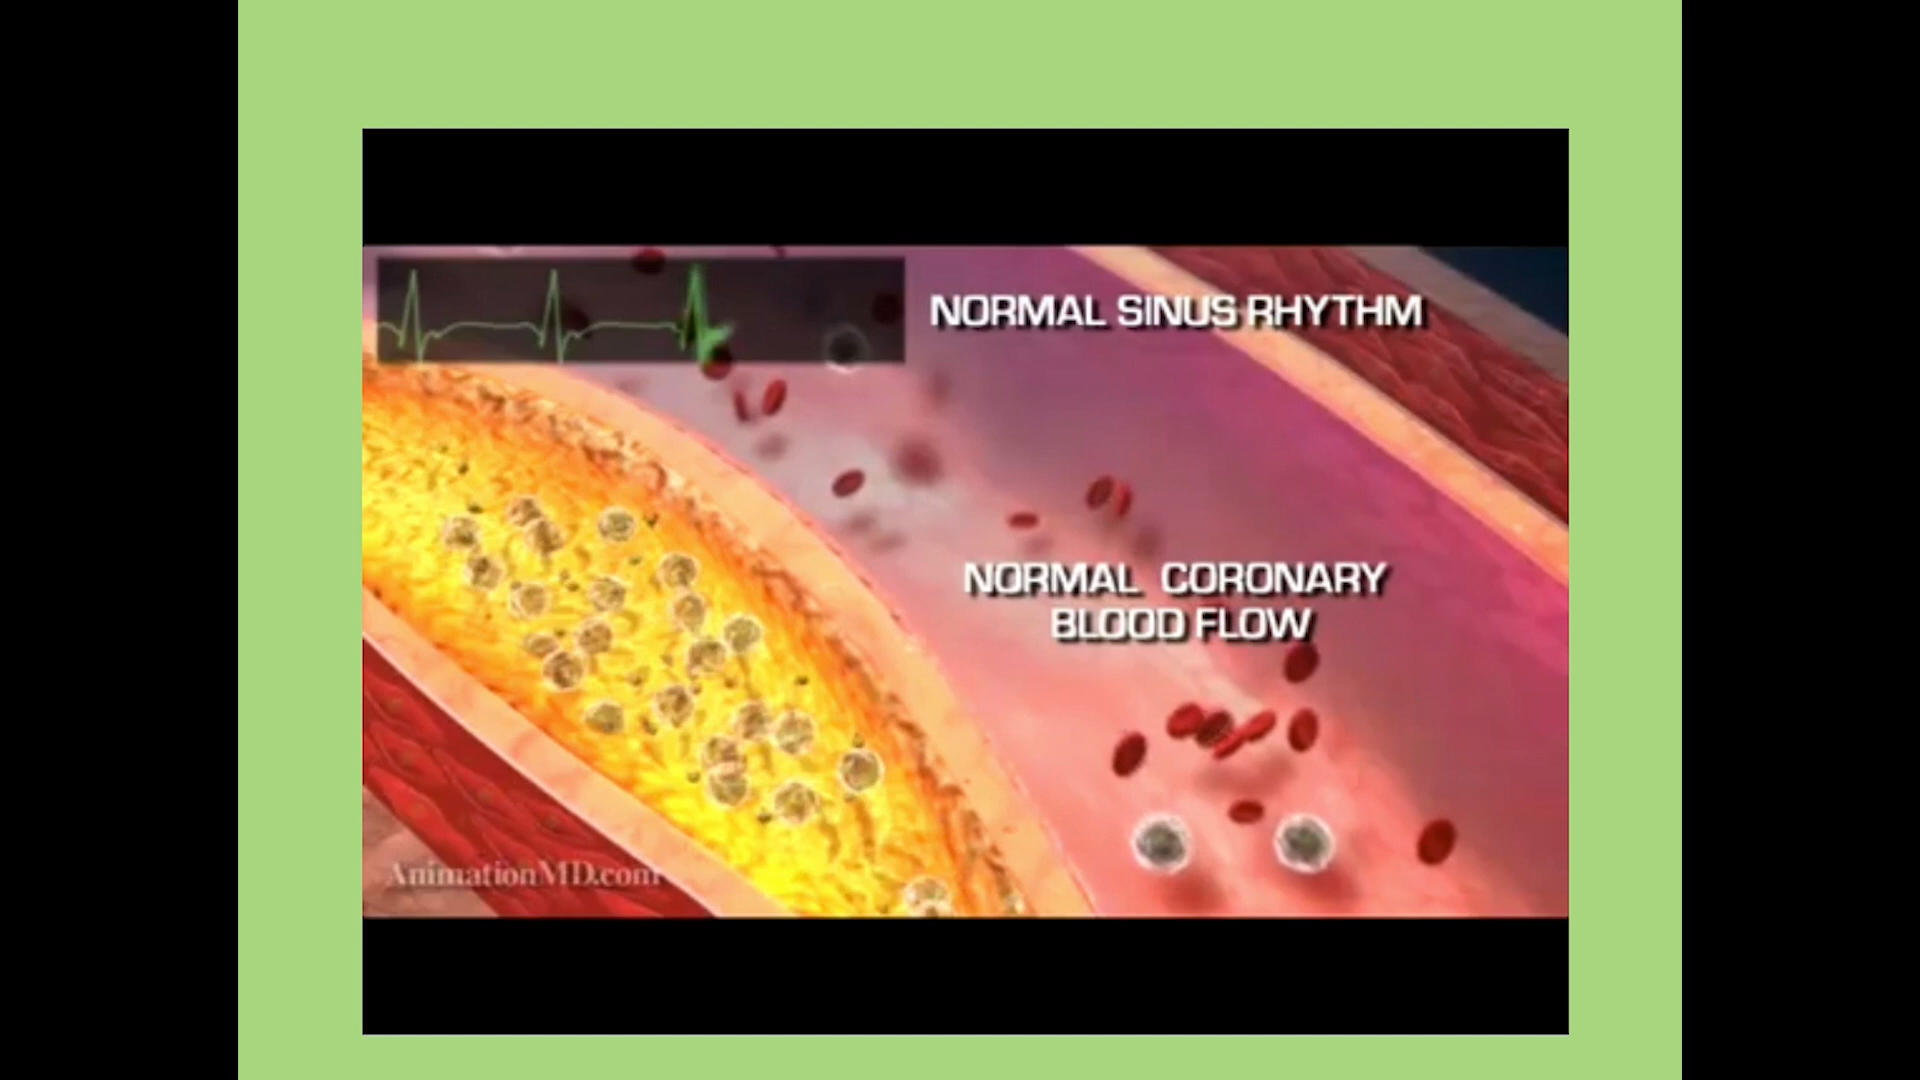 NORMAL SINUS RHYTHM
NORMAL CORONARY
BLOOD FLOW
AnimationMD.com